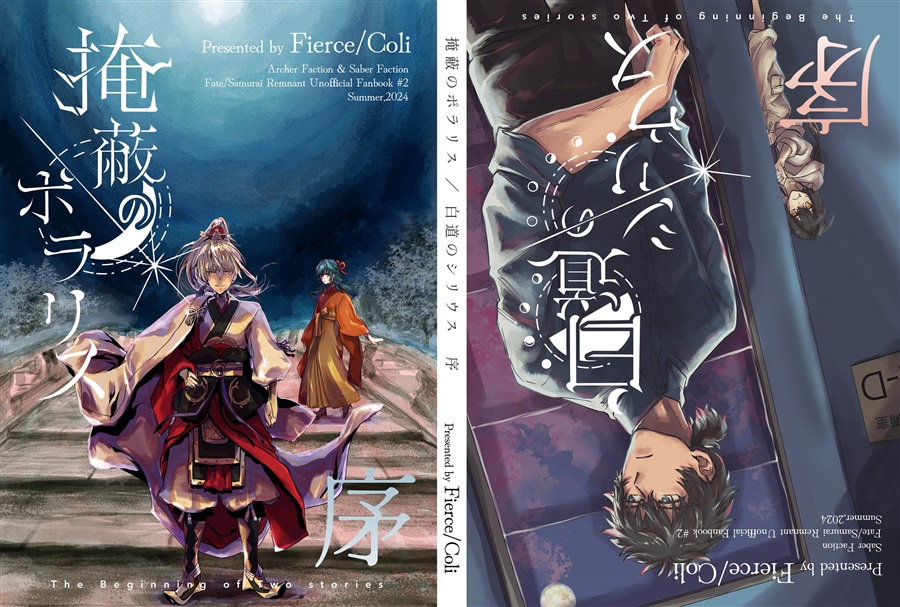 Presented by Fierce/Coli
Archer Faction & Saber Faction
Fate/Samurai Remnant Unofficial Fanbook #2
Summer,2024
掩蔽の
ポラリス
序
The Beginning of Two stories
掩蔽のポラリス／白道のシリウス 序
Presented by Fierce/Coli
白道の
シリウス
序
The Beginning of Two stories
Presented by Fierce/Coli
Saber Faction
Fate/Samurai Remnant Unofficial Fanbook #2
Summer,2024
-D